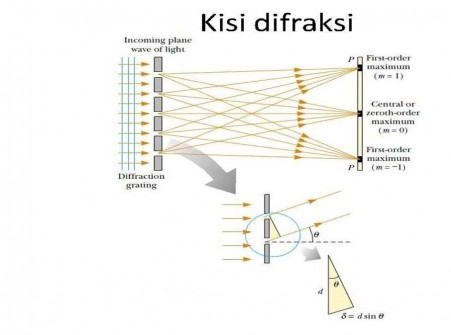 Kisi difraksi
Incoming plane
wave of light
P First-order
maximum
(m = 1)
Central or
zeroth-order
maximum
(m = 0)
First-order
maximum
P (m = −1)
Diffraction
grating
θ
θ
d
δ = d sin θ